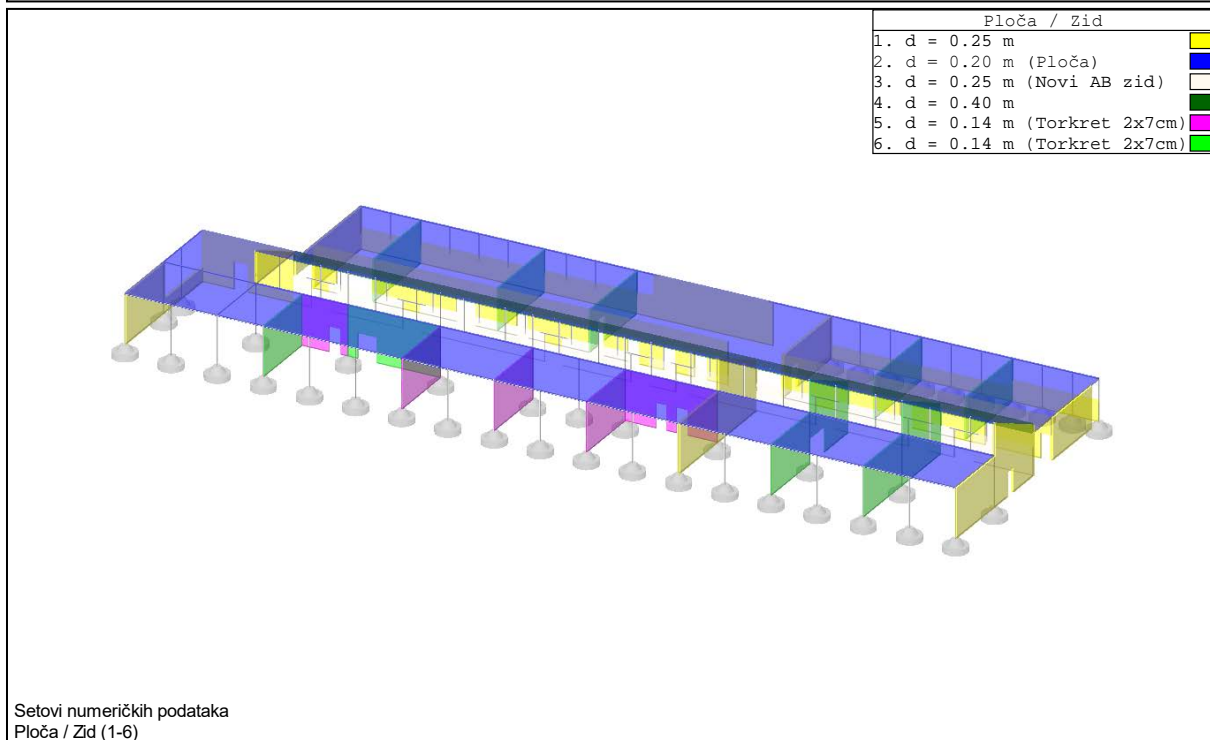 Ploča / Zid
1. d = 0.25 m
2. d = 0.20 m (Ploča)
3. d = 0.25 m (Novi AB zid)
4. d = 0.40 m
5. d = 0.14 m (Torkret 2x7cm)
6. d = 0.14 m (Torkret 2x7cm)
Setovi numeričkih podataka
Ploča / Zid (1-6)